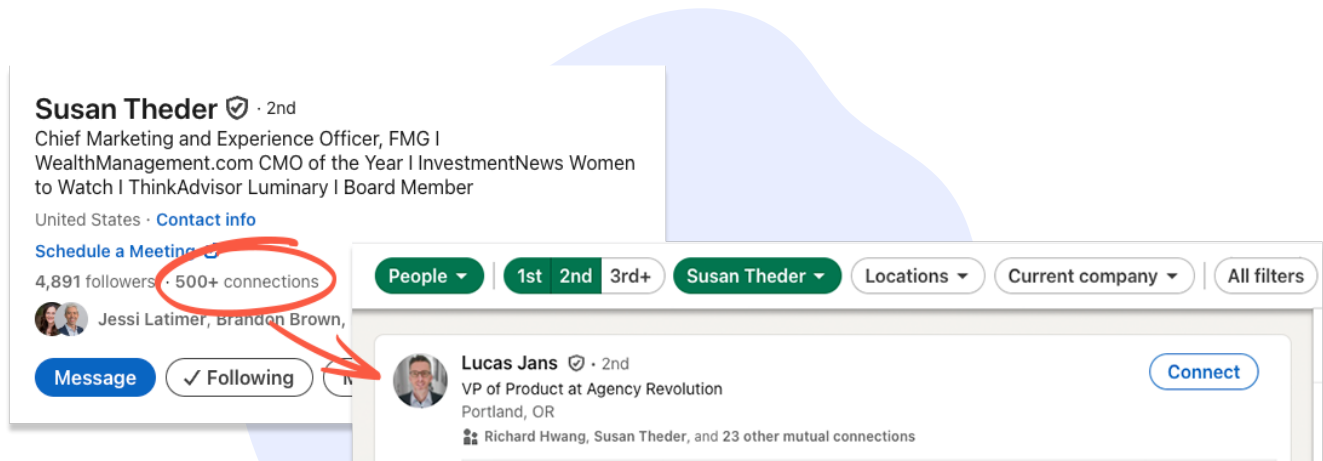 Susan Theder · 2nd
Chief Marketing and Experience Officer, FMG I
WealthManagement.com CMO of the Year I InvestmentNews Women
to Watch I ThinkAdvisor Luminary I Board Member
United States · Contact info
Schedule a Meeting
4,891 followers · 500+ connections
Jessi Latimer, Brandon Brown,
Message ✓ Following
People 1st 2nd 3rd+ Susan Theder Locations Current company All filters
Lucas Jans · 2nd
VP of Product at Agency Revolution
Portland, OR
Richard Hwang, Susan Theder, and 23 other mutual connections
Connect